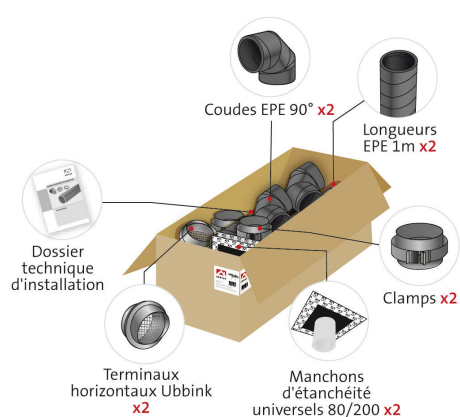 Coudes EPE 90° x2
Longueurs
EPE 1m x2
Dossier
technique
d'installation
Clamps x2
Terminaux
horizontaux Ubbink
x2
Manchons
d'étanchéité
universels 80/200 x2